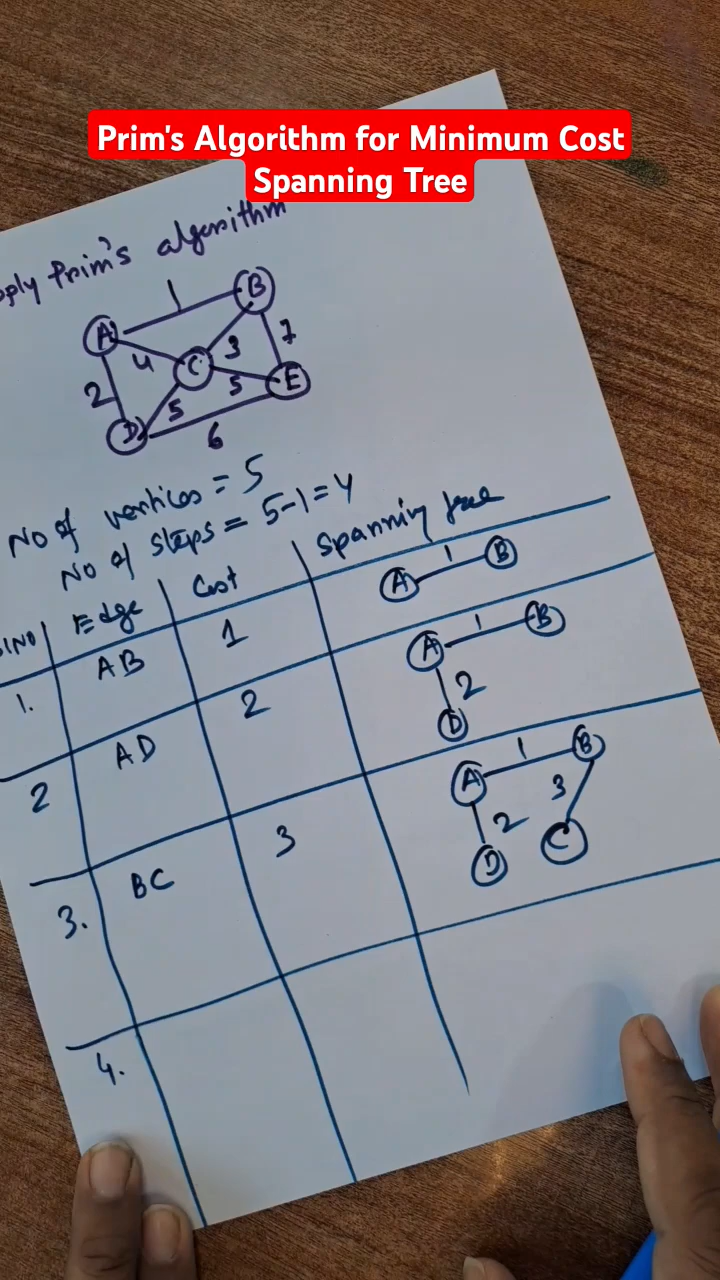 Prim's Algorithm for Minimum Cost
Spanning Tree
Prim's algorithm
1
A B
4 3 7
C
2 5 5 E
D
6
No of vertices = 5
No of steps = 5-1=4
Edge Cost Spanning tree
1. AB 1 A 1 B
2 AD 2 A 1 B
2
D
3. BC 3 A 1 B
2 3
D C
4.